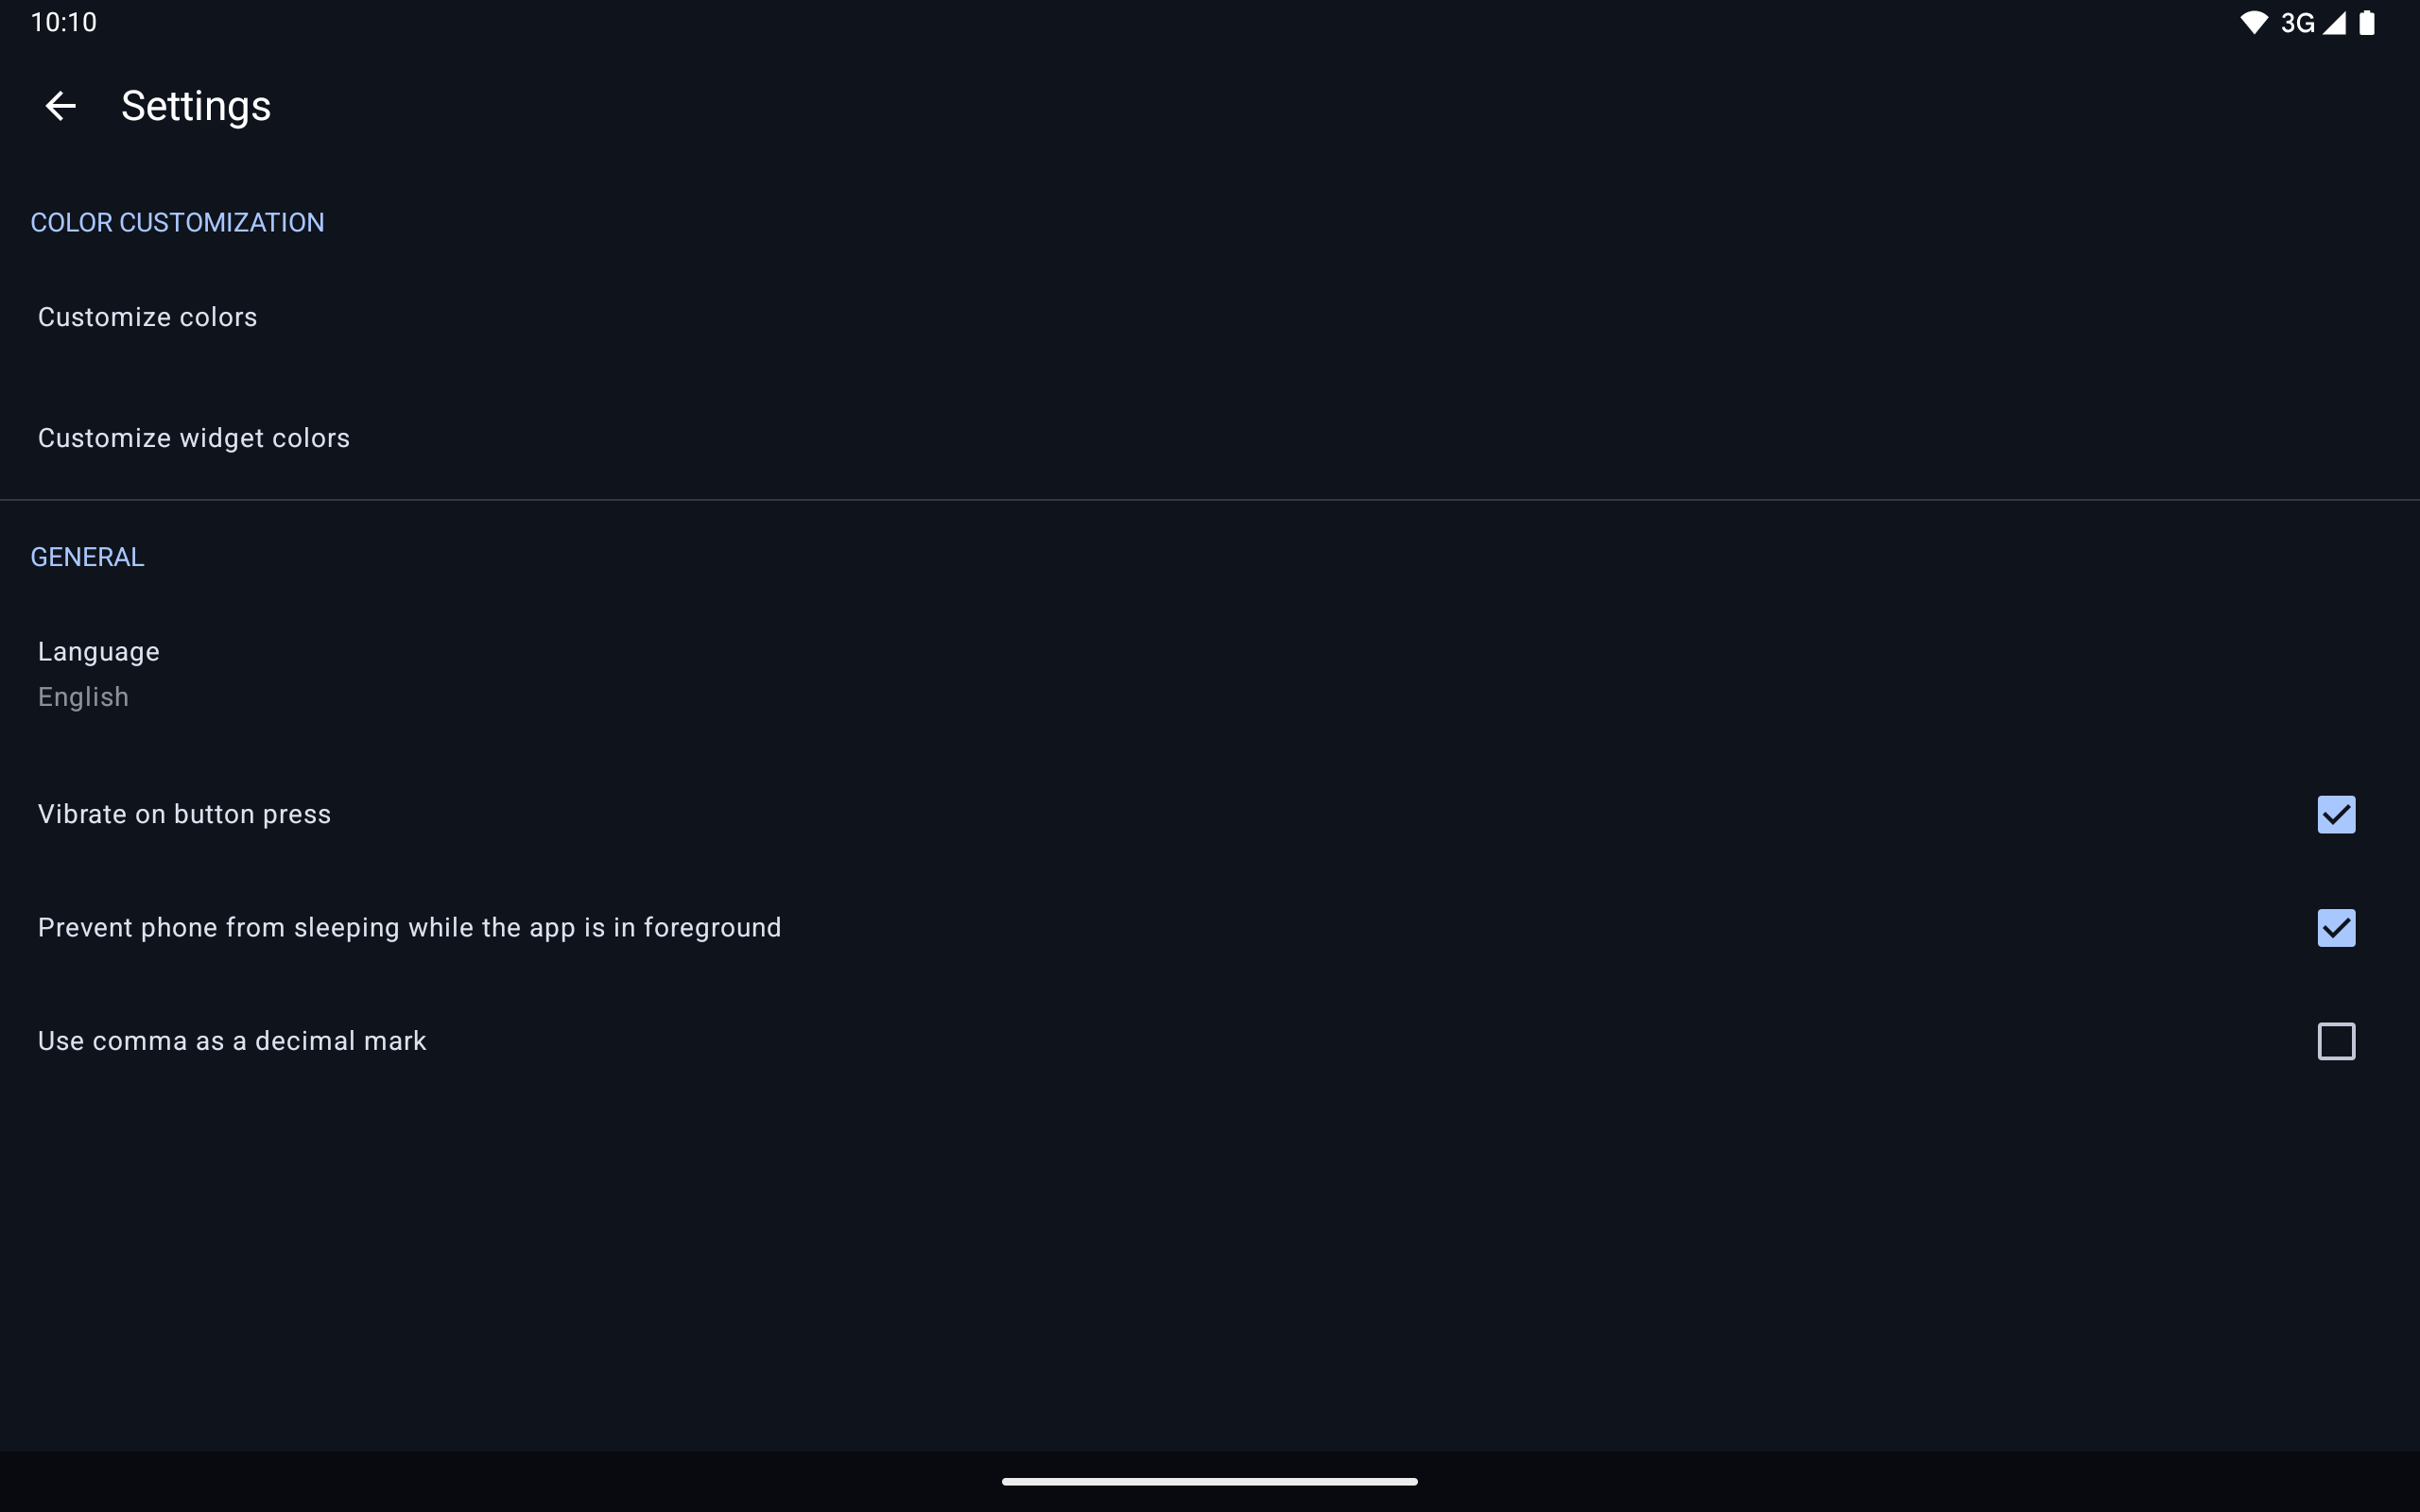 10:10
3G
Settings
COLOR CUSTOMIZATION
Customize colors
Customize widget colors
GENERAL
Language
English
Vibrate on button press
Prevent phone from sleeping while the app is in foreground
Use comma as a decimal mark